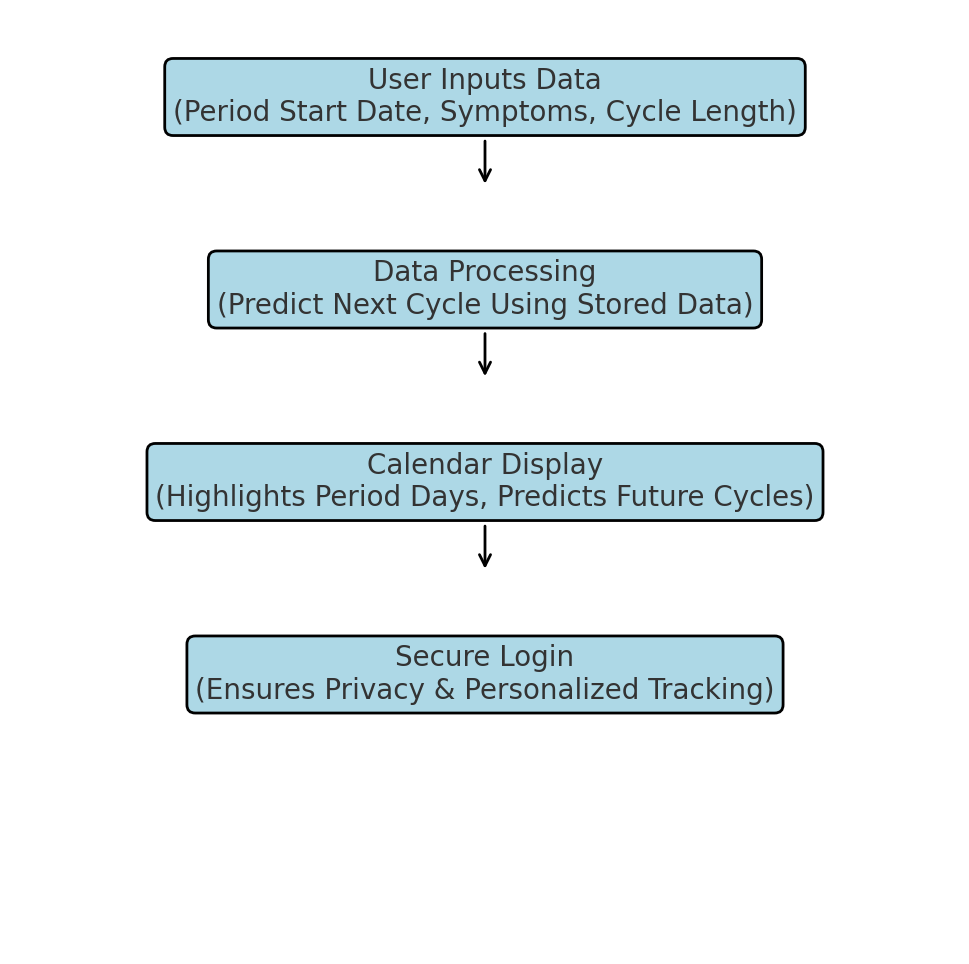 User Inputs Data
(Period Start Date, Symptoms, Cycle Length)
Data Processing
(Predict Next Cycle Using Stored Data)
Calendar Display
(Highlights Period Days, Predicts Future Cycles)
Secure Login
(Ensures Privacy & Personalized Tracking)